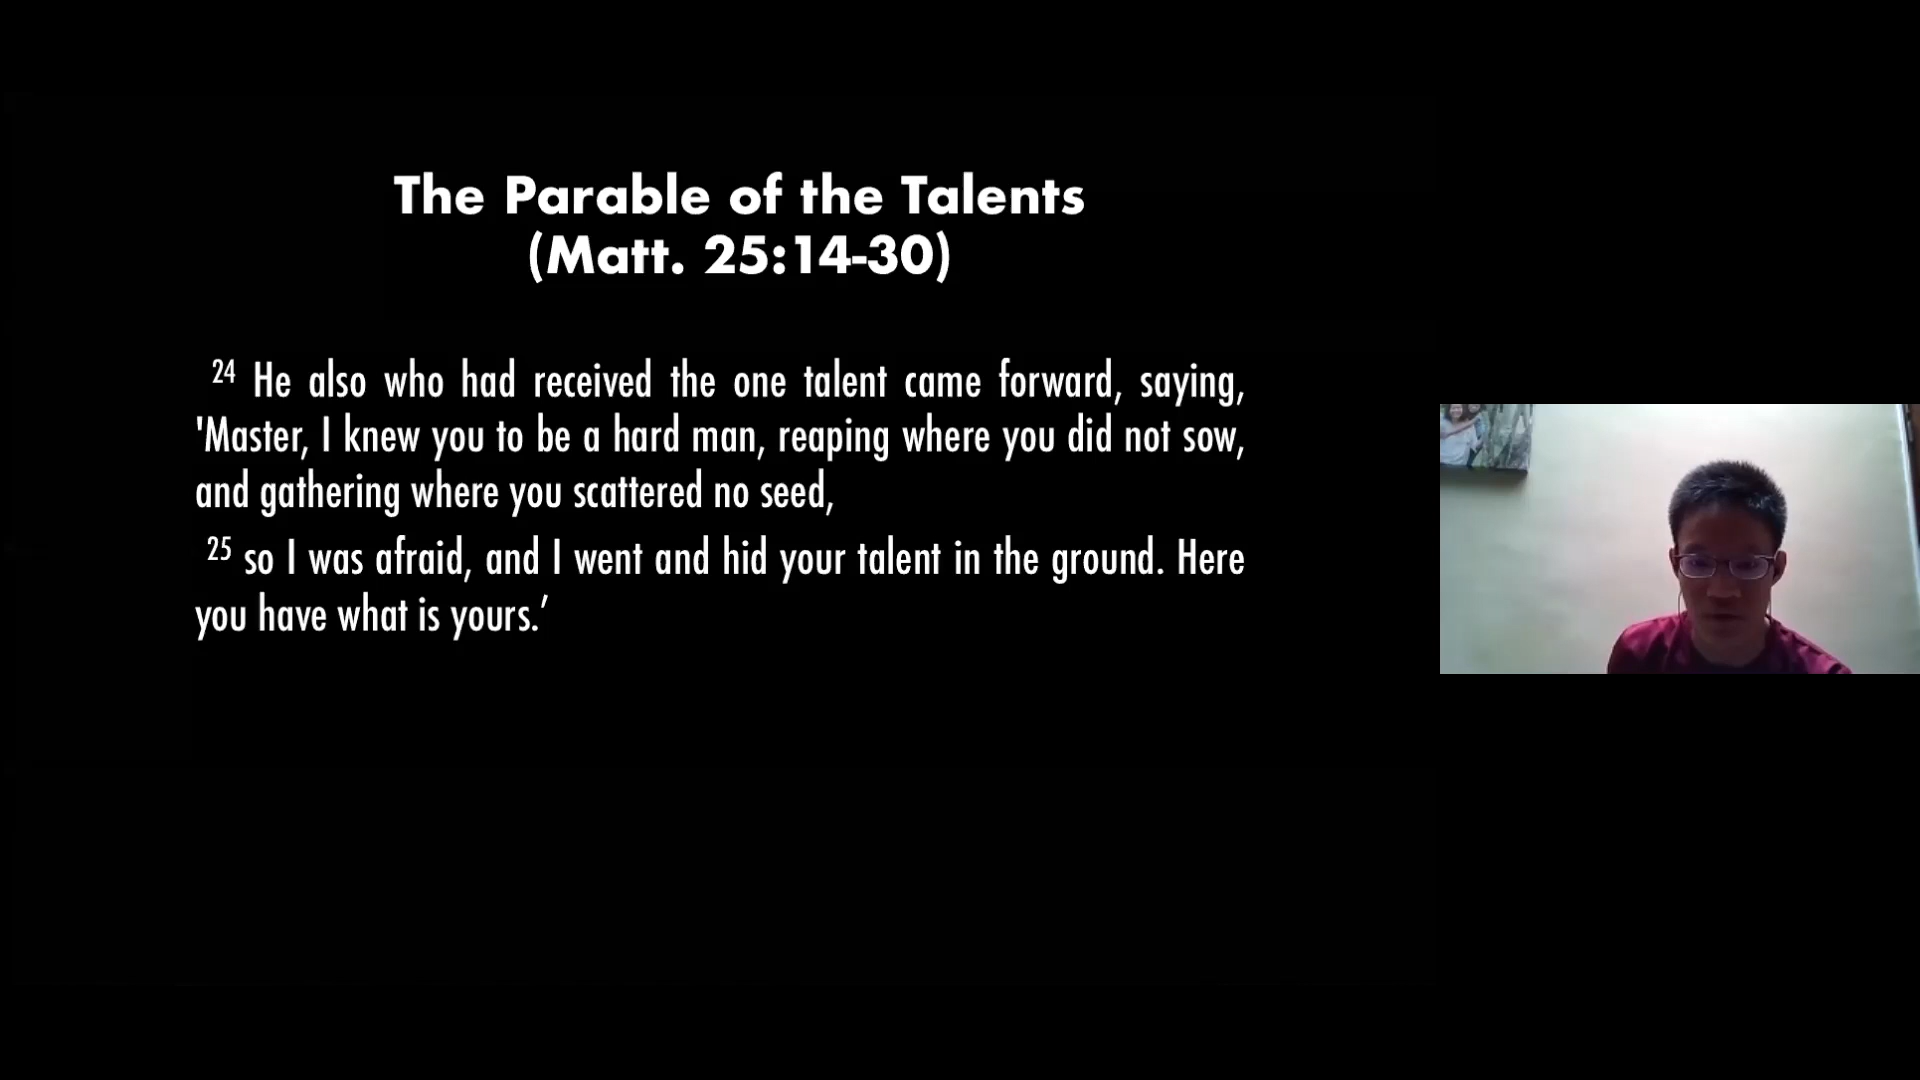 The Parable of the Talents
(Matt. 25:14-30)
24 He also who had received the one talent came forward, saying,
'Master, I knew you to be a hard man, reaping where you did not sow,
and gathering where you scattered no seed,
25 so I was afraid, and I went and hid your talent in the ground. Here
you have what is yours.’